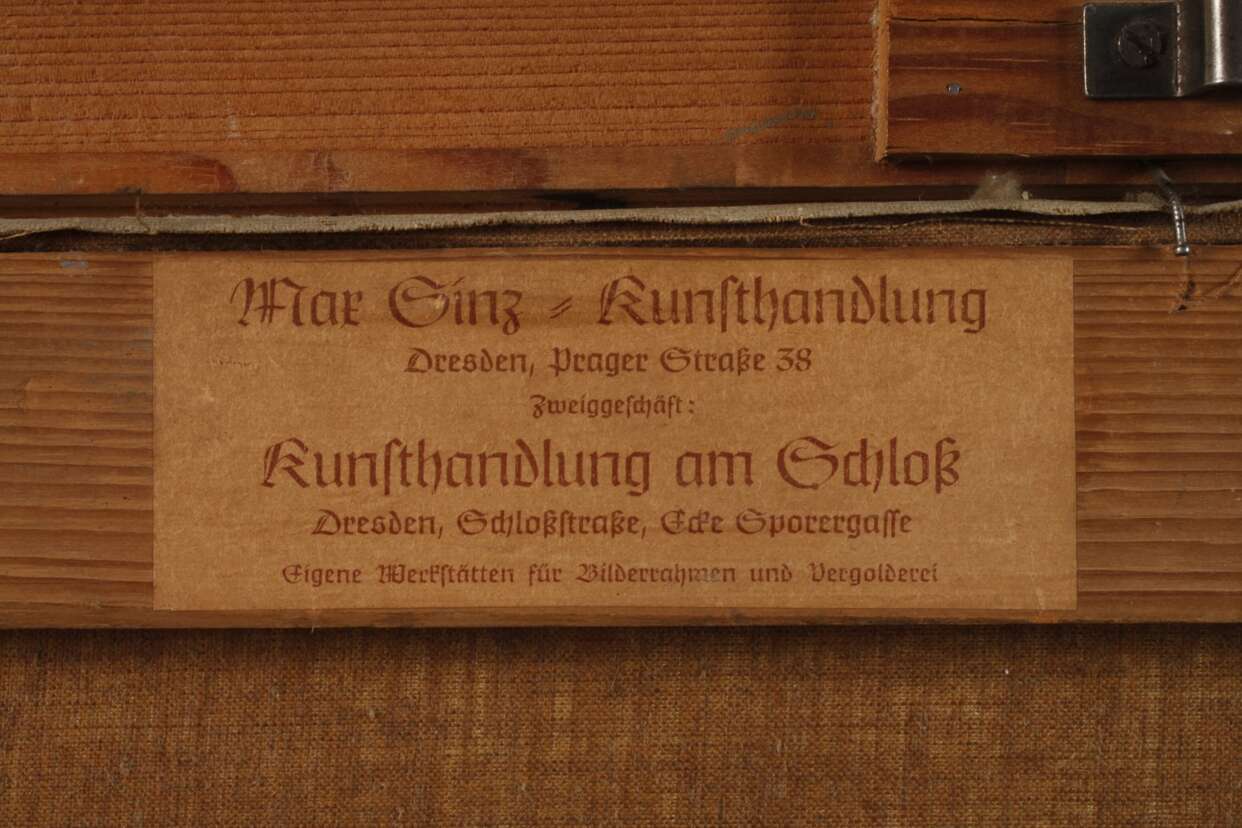 Max Sinz - Kunsthandlung
Dresden, Prager Straße 38
Zweiggeschäft:
Kunsthandlung am Schloß
Dresden, Schloßstraße, Ecke Sporergasse
Eigene Werkstätten für Bilderrahmen und Vergolderei